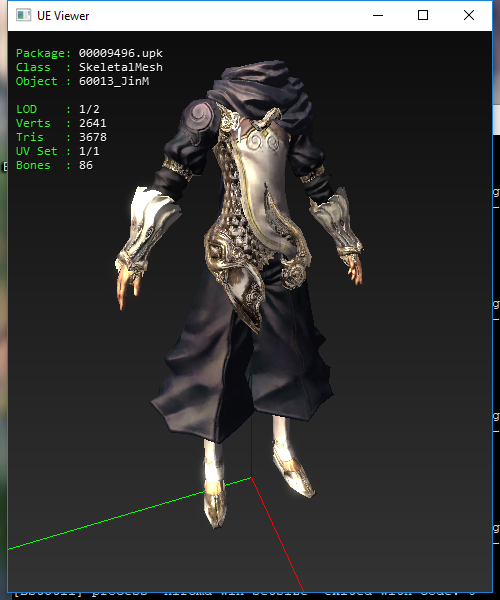 UE Viewer
Package: 00009496.upk
Class : SkeletalMesh
Object : 60013_JinM
LOD : 1/2
Verts : 2641
Tris : 3678
UV Set : 1/1
Bones : 86